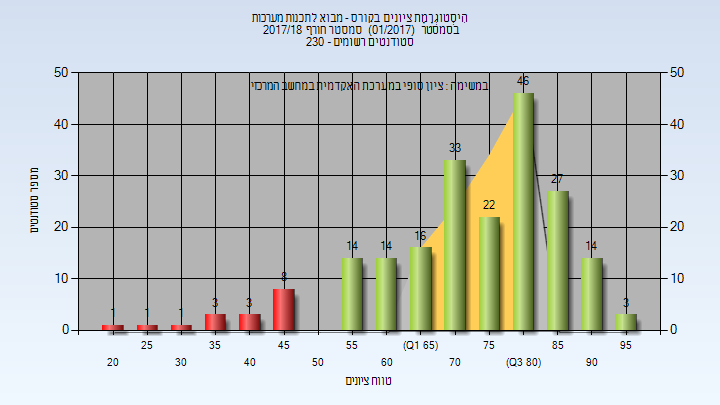 הִיסְטוֹגְרָמַת ציונים בקורס - מבוא לתכנות מערכות
בסמסטר (01/2017) סמסטר חורף 2017/18
סטודנטים רשומים - 230
במשימה : ציון סופי במערכת האקדמית במחשב המרכזי
מספר סטודנטים
50 50
40 40
30 30
20 20
10 10
0 0
1 1 1 3 3 8 14 14 16 33 22 46 27 14 3
25 35 45 55 (Q1 65) 75 85 95
20 30 40 50 60 70 (Q3 80) 90
טווח ציונים